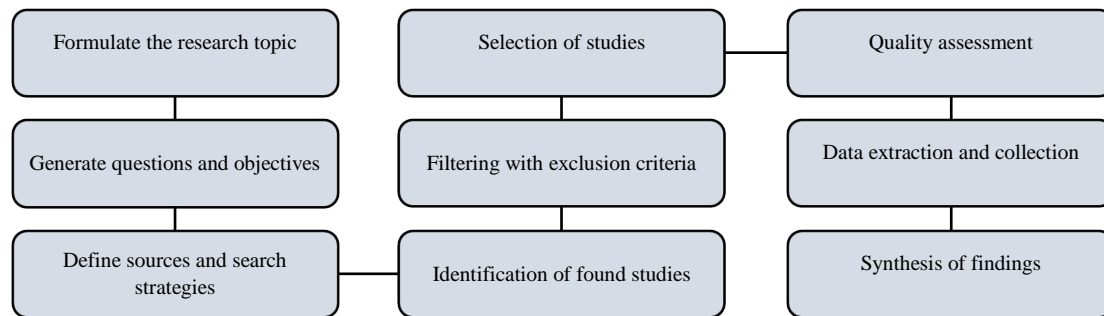 Formulate the research topic
Generate questions and objectives
Define sources and search
strategies
Identification of found studies
Filtering with exclusion criteria
Selection of studies
Quality assessment
Data extraction and collection
Synthesis of findings